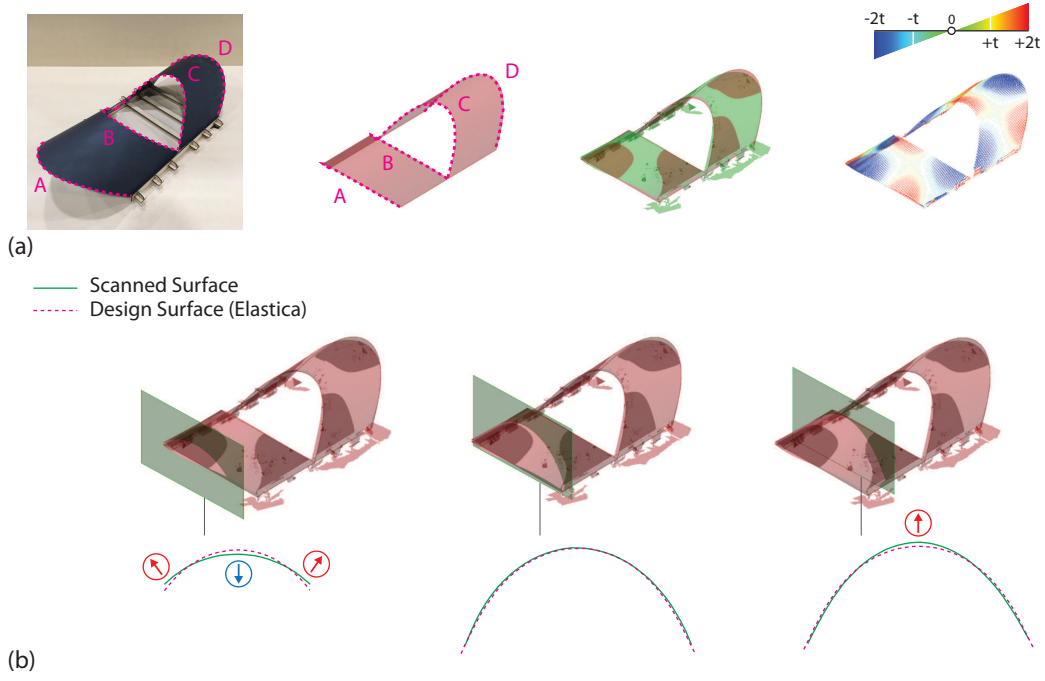 -2t -t 0 +t +2t
A B C D
A B C D
(a)
Scanned Surface
Design Surface (Elastica)
(b)